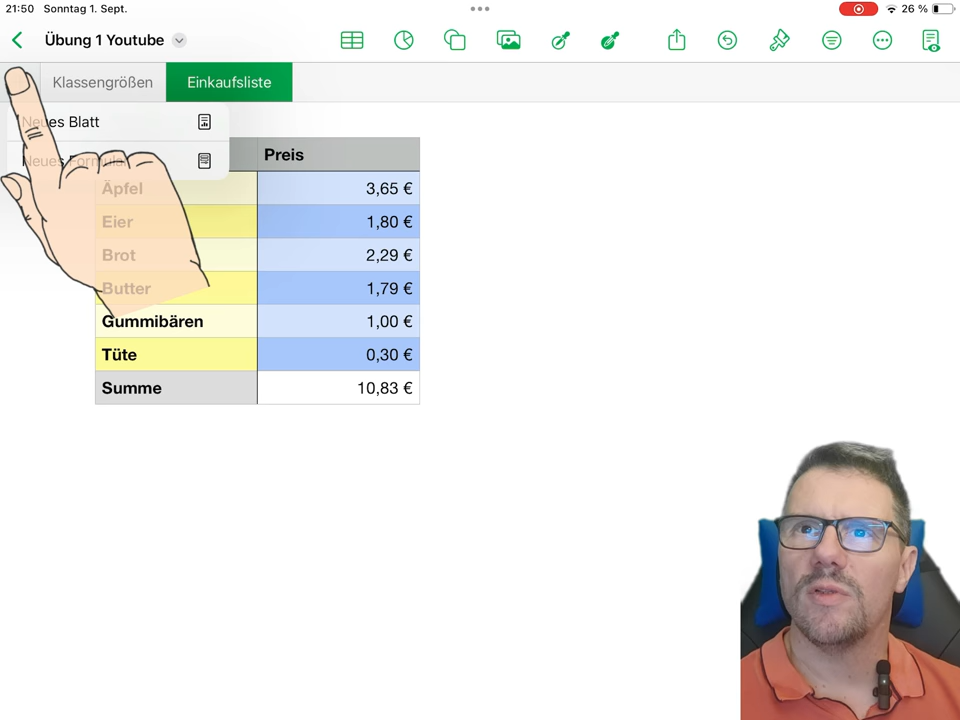 21:50 Sonntag 1. Sept.
26 %
Übung 1 Youtube
Klassengrößen
Einkaufsliste
Neues Blatt
Neues Formular
Preis
Äpfel 3,65 €
Eier 1,80 €
Brot 2,29 €
Butter 1,79 €
Gummibären 1,00 €
Tüte 0,30 €
Summe 10,83 €